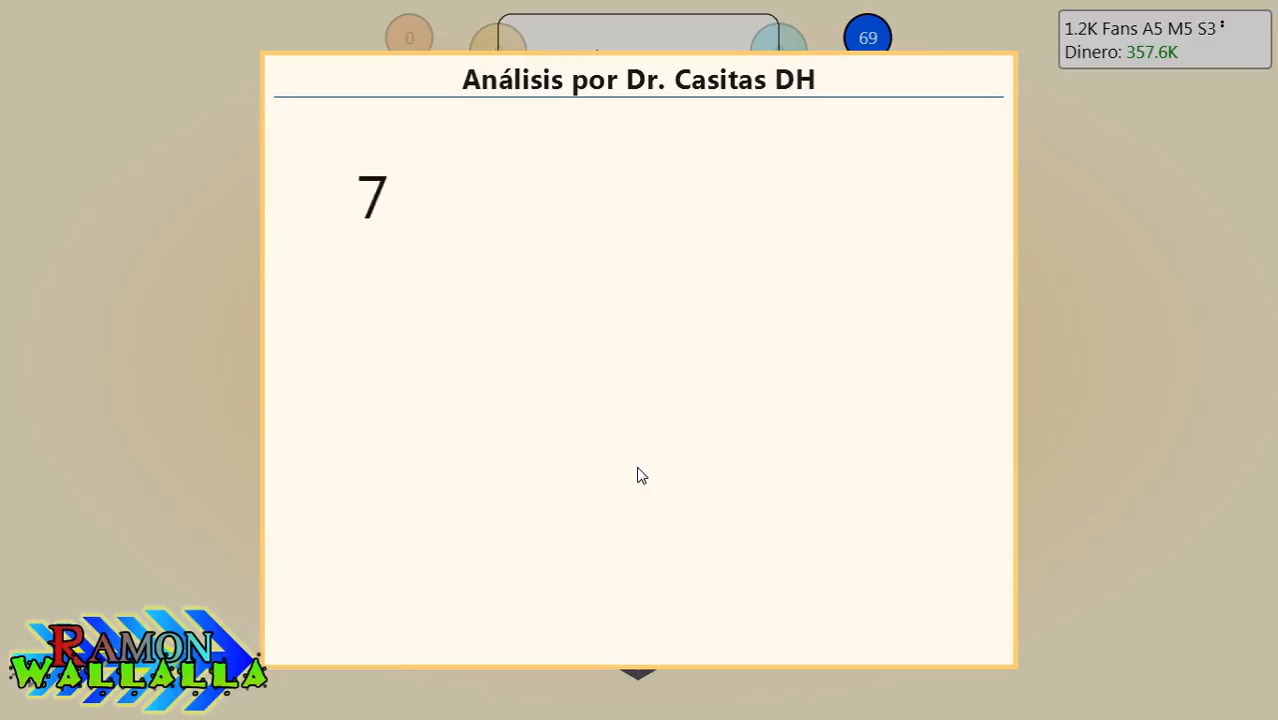 0
69
1.2K Fans A5 M5 S3
Dinero: 357.6K
Análisis por Dr. Casitas DH
7
RAMON
WALLALLA